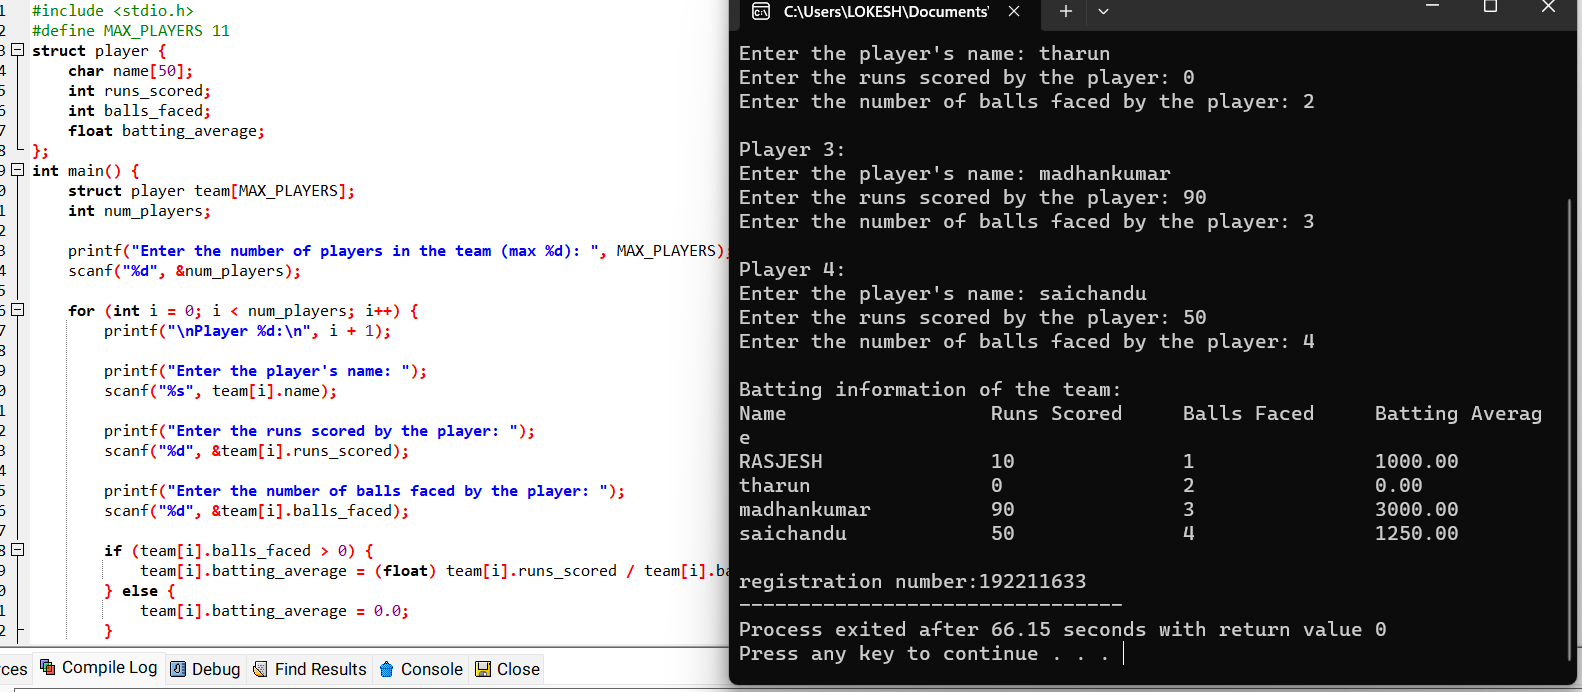 1 #include <stdio.h>
2 #define MAX_PLAYERS 11
3 struct player {
4 char name[50];
5 int runs_scored;
6 int balls_faced;
7 float batting_average;
8 };
9 int main() {
0 struct player team[MAX_PLAYERS];
1 int num_players;
2
3 printf("Enter the number of players in the team (max %d): ", MAX_PLAYERS);
4 scanf("%d", &num_players);
5
6 for (int i = 0; i < num_players; i++) {
7 printf("\nPlayer %d:\n", i + 1);
8
9 printf("Enter the player's name: ");
0 scanf("%s", team[i].name);
1
2 printf("Enter the runs scored by the player: ");
3 scanf("%d", &team[i].runs_scored);
4
5 printf("Enter the number of balls faced by the player: ");
6 scanf("%d", &team[i].balls_faced);
7
8 if (team[i].balls_faced > 0) {
9 team[i].batting_average = (float) team[i].runs_scored / team[i].ba
0 } else {
1 team[i].batting_average = 0.0;
2 }
rces Compile Log Debug Find Results Console Close
C:\Users\LOKESH\Documents'
Enter the player's name: tharun
Enter the runs scored by the player: 0
Enter the number of balls faced by the player: 2
Player 3:
Enter the player's name: madhankumar
Enter the runs scored by the player: 90
Enter the number of balls faced by the player: 3
Player 4:
Enter the player's name: saichandu
Enter the runs scored by the player: 50
Enter the number of balls faced by the player: 4
Batting information of the team:
Name Runs Scored Balls Faced Batting Averag
e
RASJESH 10 1 1000.00
tharun 0 2 0.00
madhankumar 90 3 3000.00
saichandu 50 4 1250.00
registration number:192211633
--------------------------------
Process exited after 66.15 seconds with return value 0
Press any key to continue . . .